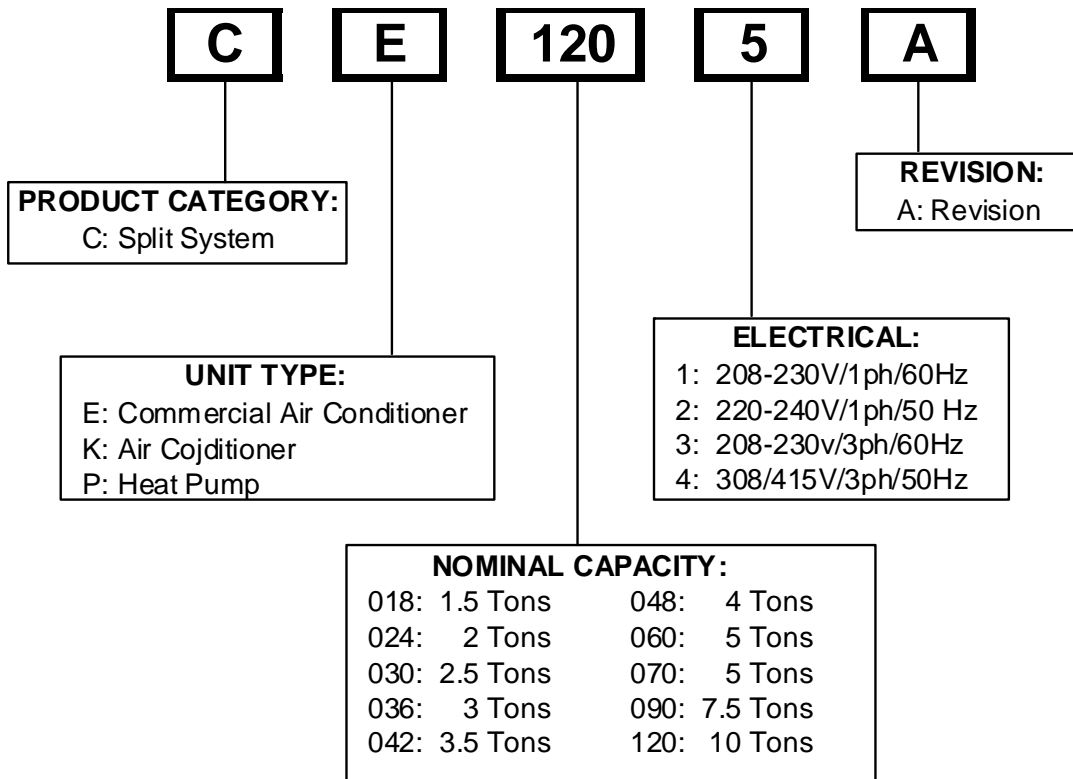 C E 120 5 A
PRODUCT CATEGORY:
C: Split System
REVISION:
A: Revision
UNIT TYPE:
E: Commercial Air Conditioner
K: Air Cojditioner
P: Heat Pump
ELECTRICAL:
1: 208-230V/1ph/60Hz
2: 220-240V/1ph/50 Hz
3: 208-230v/3ph/60Hz
4: 308/415V/3ph/50Hz
NOMINAL CAPACITY:
018: 1.5 Tons 048: 4 Tons
024: 2 Tons 060: 5 Tons
030: 2.5 Tons 070: 5 Tons
036: 3 Tons 090: 7.5 Tons
042: 3.5 Tons 120: 10 Tons